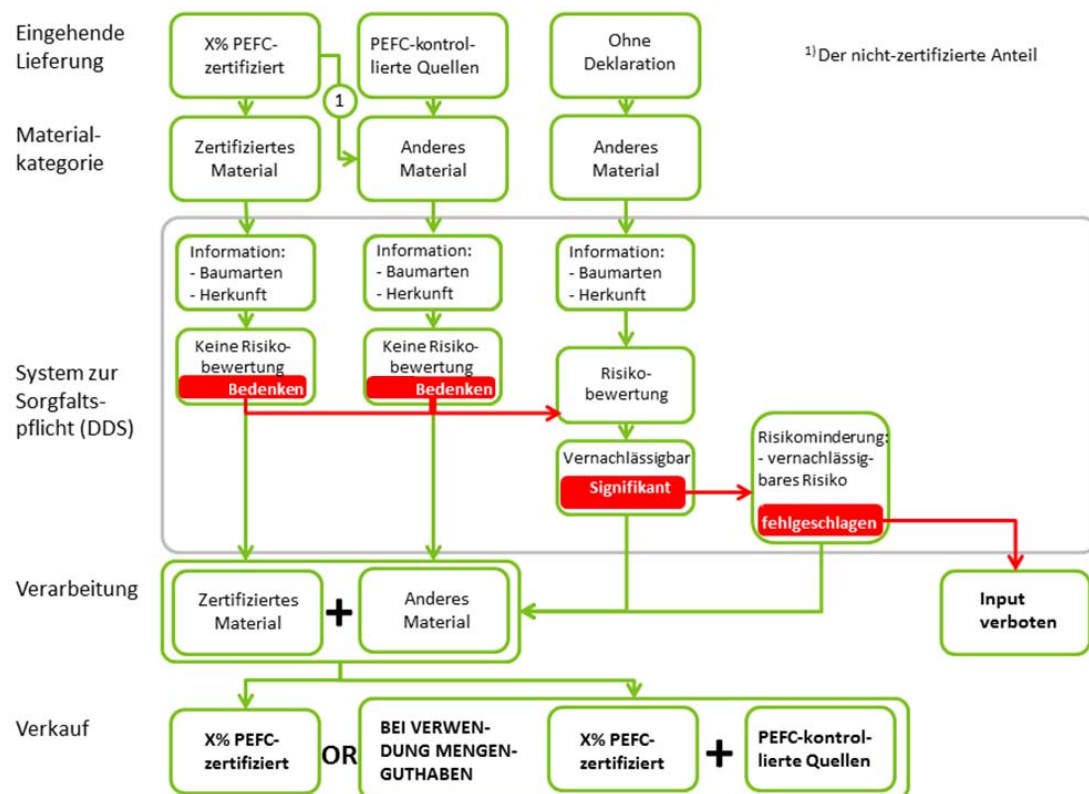 Eingehende
Lieferung
X% PEFC-
zertifiziert
PEFC-kontrol-
lierte Quellen
Ohne
Deklaration
1) Der nicht-zertifizierte Anteil
1
Material-
kategorie
Zertifiziertes
Material
Anderes
Material
Anderes
Material
Information:
- Baumarten
- Herkunft
Information:
- Baumarten
- Herkunft
Information:
- Baumarten
- Herkunft
System zur
Sorgfalts-
pflicht (DDS)
Keine Risiko-
bewertung
Bedenken
Keine Risiko-
bewertung
Bedenken
Risiko-
bewertung
Vernachlässigbar
Signifikant
Risikominderung:
- vernachlässig-
bares Risiko
fehlgeschlagen
Verarbeitung
Zertifiziertes
Material
+
Anderes
Material
Input
verboten
Verkauf
X% PEFC-
zertifiziert
OR
BEI VERWEN-
DUNG MENGEN-
GUTHABEN
X% PEFC-
zertifiziert
+
PEFC-kontrol-
lierte Quellen